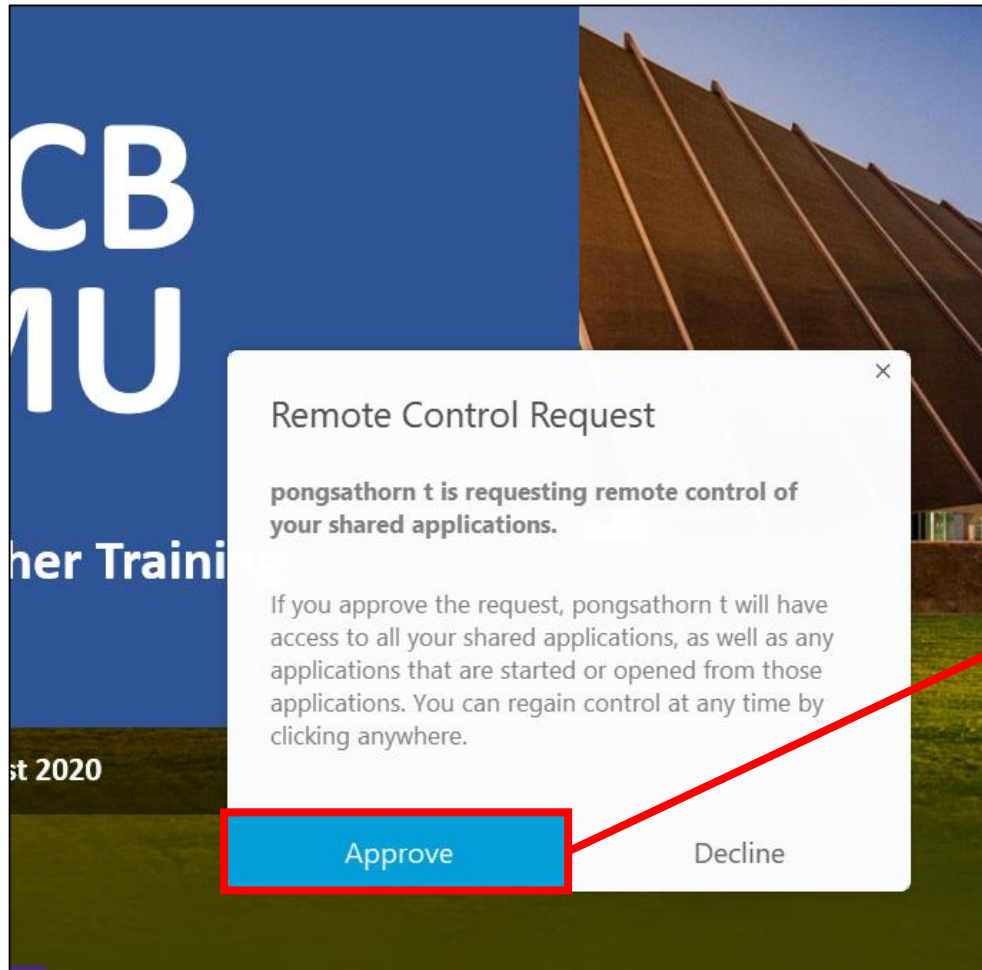 CB
MU
her Training
st 2020
×
Remote Control Request
pongsathorn t is requesting remote control of
your shared applications.
If you approve the request, pongsathorn t will have
access to all your shared applications, as well as any
applications that are started or opened from those
applications. You can regain control at any time by
clicking anywhere.
Approve
Decline